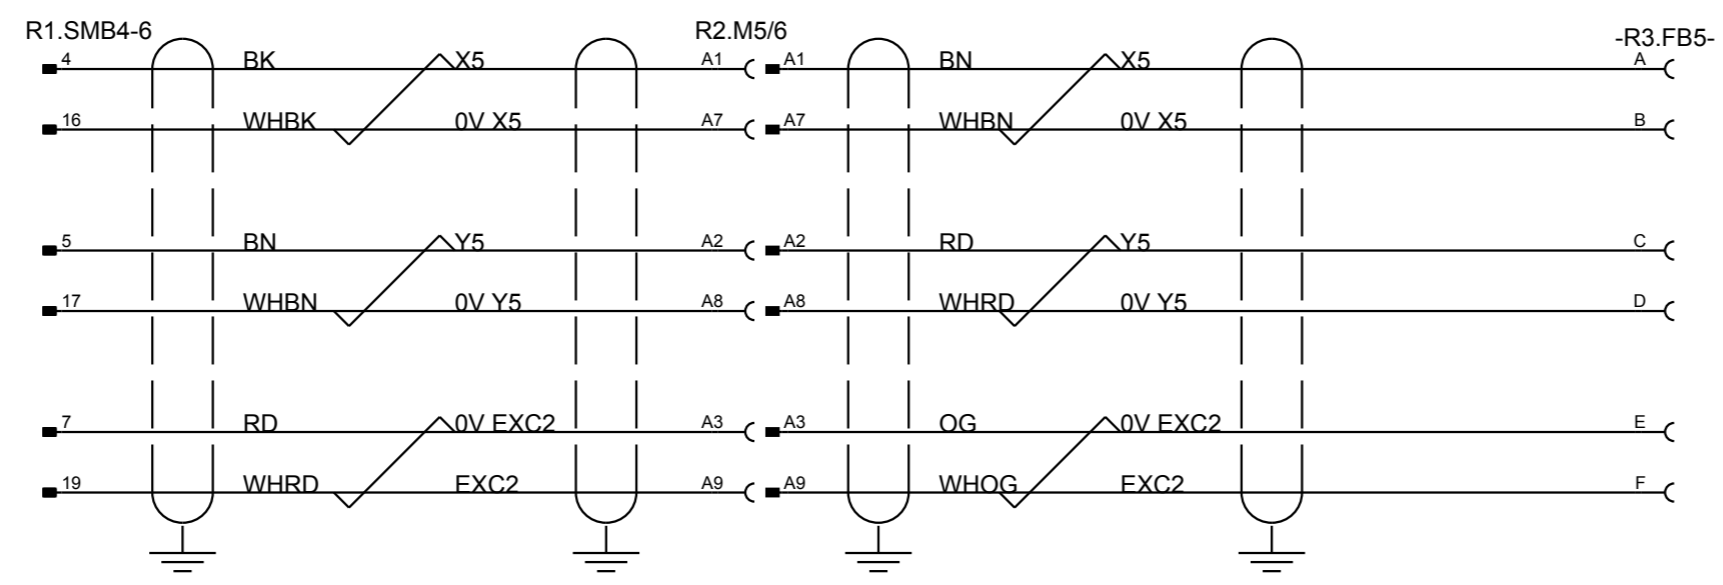 R1.SMB4-6 R2.M5/6 -R3.FB5-
4 BK X5 A1 A1 BN X5 A
16 WHBK 0V X5 A7 A7 WHBN 0V X5 B
5 BN Y5 A2 A2 RD Y5 C
17 WHBN 0V Y5 A8 A8 WHRD 0V Y5 D
7 RD 0V EXC2 A3 A3 OG 0V EXC2 E
19 WHRD EXC2 A9 A9 WHOG EXC2 F